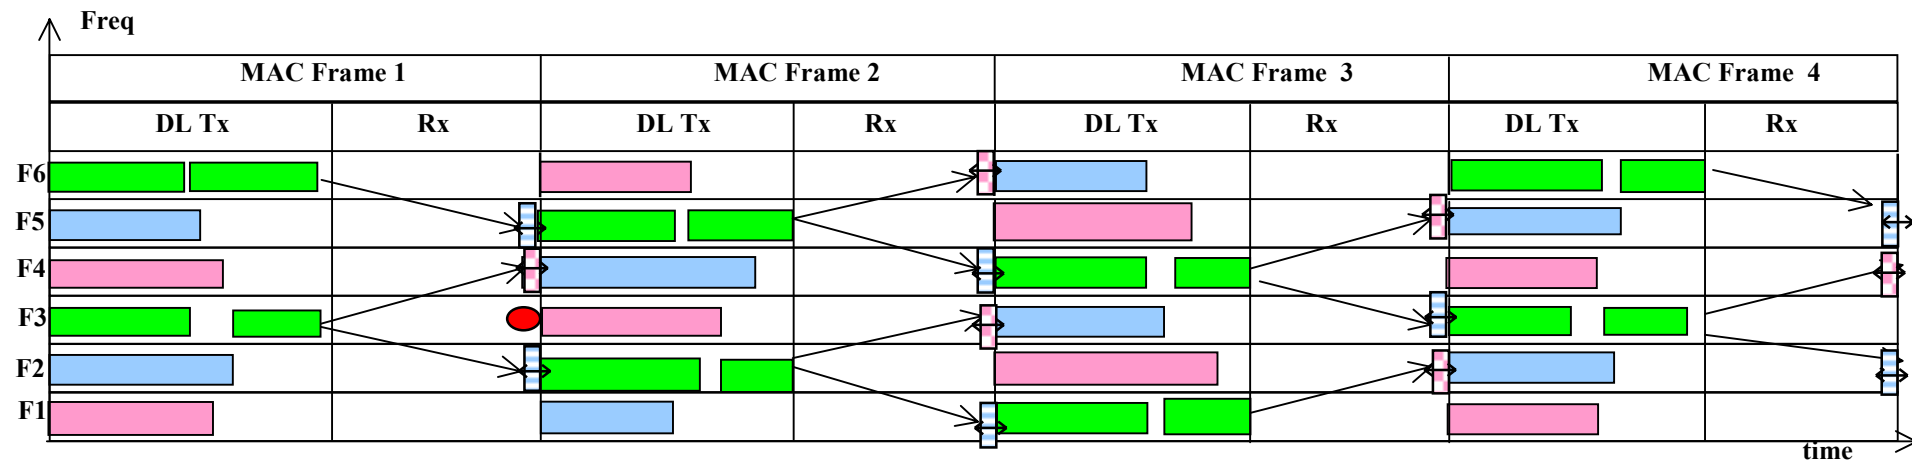 Freq
MAC Frame 1 MAC Frame 2 MAC Frame 3 MAC Frame 4
DL Tx Rx DL Tx Rx DL Tx Rx DL Tx Rx
F6
F5
F4
F3
F2
F1
time